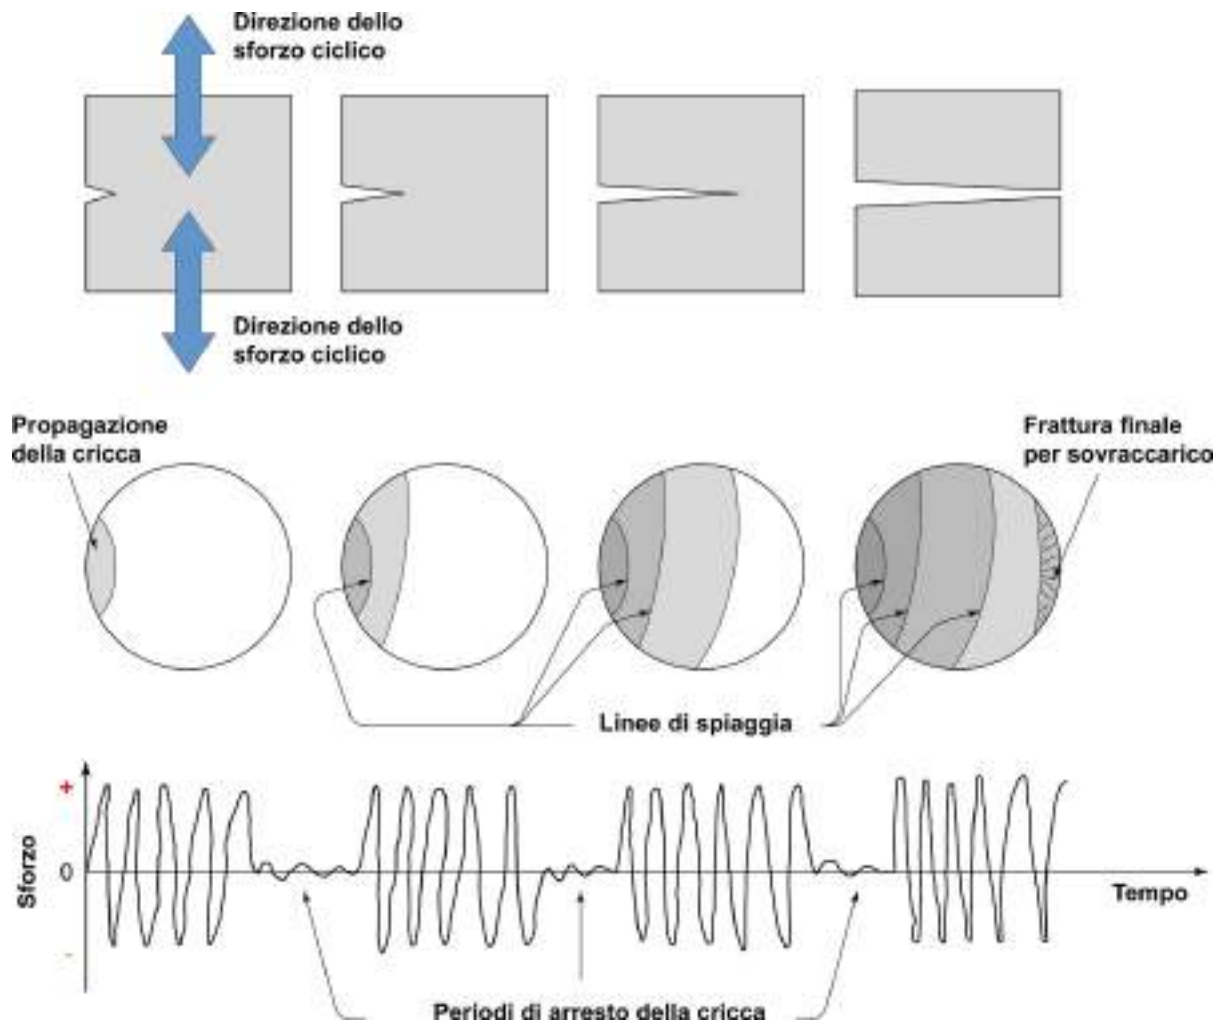 Direzione dello
sforzo ciclico
Direzione dello
sforzo ciclico
Propagazione
della cricca
Frattura finale
per sovraccarico
Linee di spiaggia
+
0
-
Sforzo
Tempo
Periodi di arresto della cricca